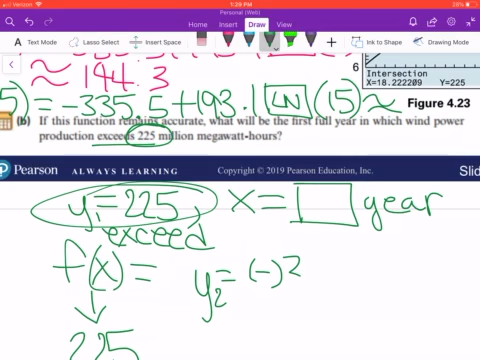 Personal (Web)
1:29 PM
28%
Home Insert Draw View
Text Mode Lasso Select Insert Space Ink to Shape Drawing Mode
≈ 194.3
6
Intersection
X=18.222209 Y=225
5) = -335.5 + 193.1 LN (15) ≈
Figure 4.23
(b) If this function remains accurate, what will be the first full year in which wind power
production exceeds 225 million megawatt-hours?
Pearson ALWAYS LEARNING Copyright © 2019 Pearson Education, Inc. Slid
y₁ = 225, x = year
exceed
f(x) = y₂ = (-) 2
225